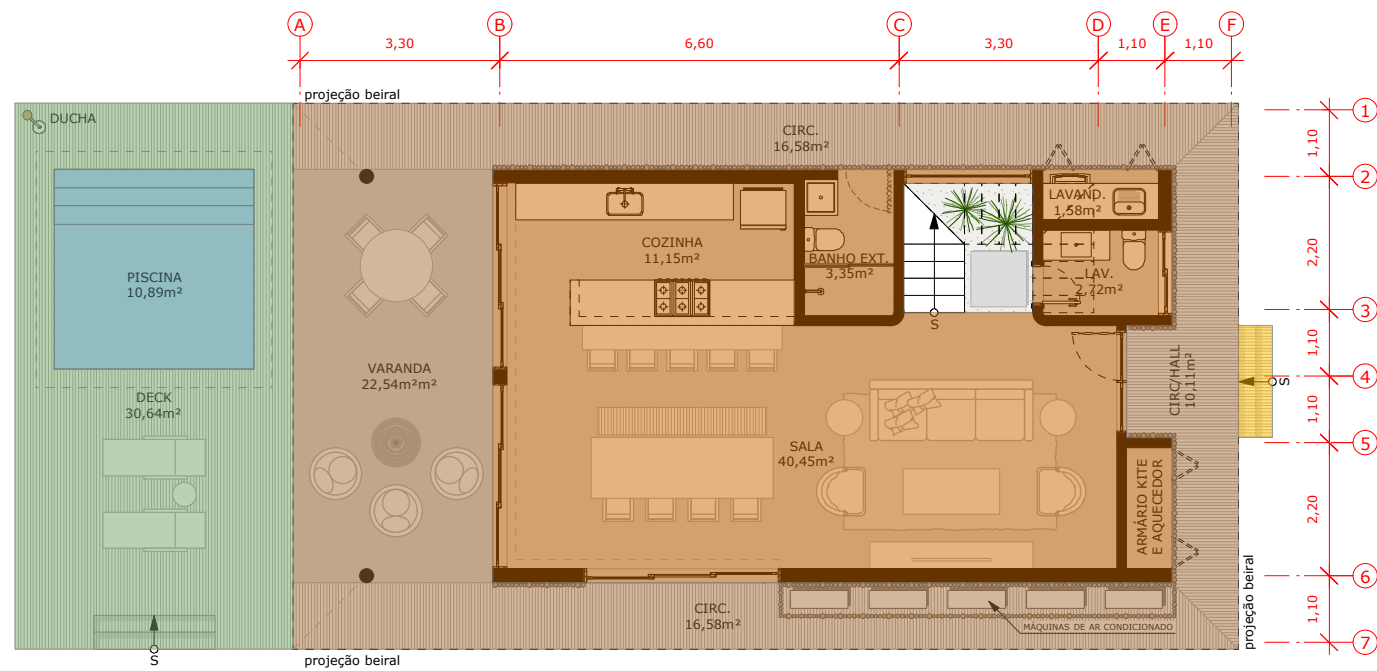 A
B
C
D
E
F
3,30
6,60
3,30
1,10
1,10
projeção beiral
DUCHA
CIRC.
16,58m²
1
1,10
2
LAVAND.
1,58m²
COZINHA
11,15m²
BANHO EXT.
3,35m²
LAV.
2,72m²
2,20
PISCINA
10,89m²
3
S
1,10
VARANDA
22,54m²m²
CIRC/HALL
10,11m²
S
4
DECK
30,64m²
1,10
SALA
40,45m²
5
ARMÁRIO KITE
E AQUECEDOR
2,20
6
CIRC.
16,58m²
MÁQUINAS DE AR CONDICIONADO
projeção beiral
1,10
7
S
projeção beiral